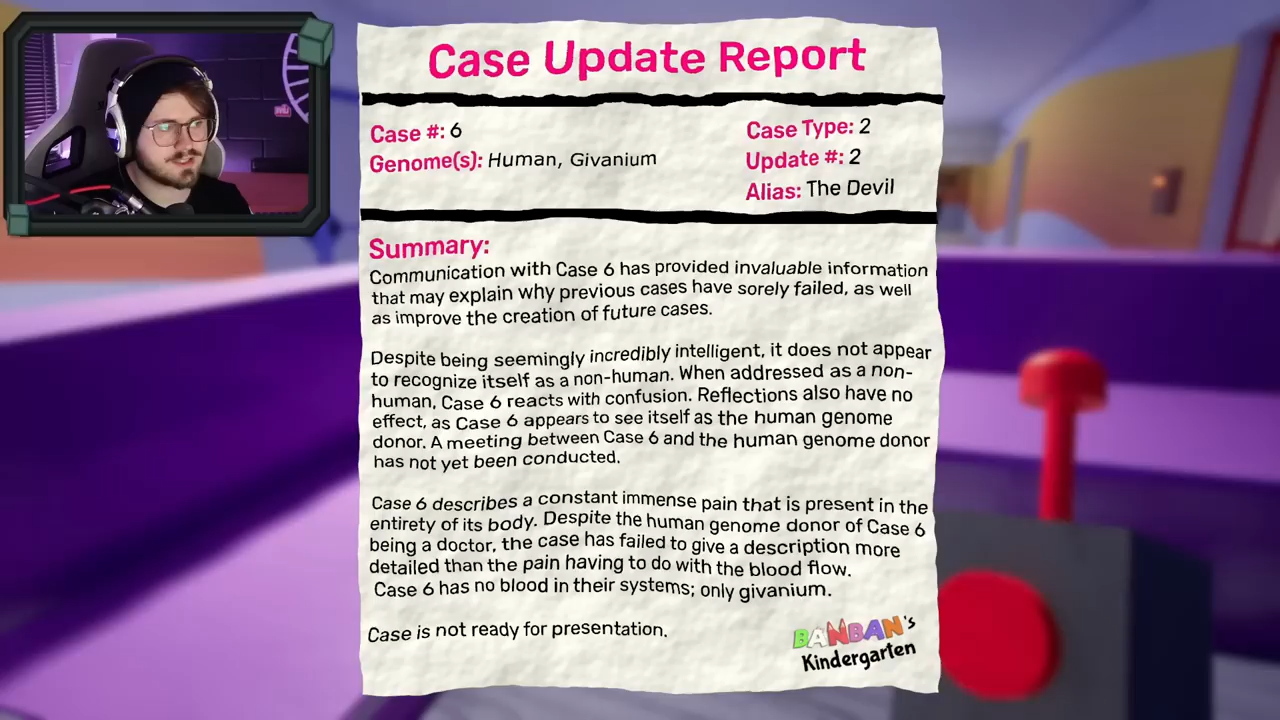 Case Update Report
Case #: 6
Genome(s): Human, Givanium
Case Type: 2
Update #: 2
Alias: The Devil
Summary:
Communication with Case 6 has provided invaluable information
that may explain why previous cases have sorely failed, as well
as improve the creation of future cases.
Despite being seemingly incredibly intelligent, it does not appear
to recognize itself as a non-human. When addressed as a non-
human, Case 6 reacts with confusion. Reflections also have no
effect, as Case 6 appears to see itself as the human genome
donor. A meeting between Case 6 and the human genome donor
has not yet been conducted.
Case 6 describes a constant immense pain that is present in the
entirety of its body. Despite the human genome donor of Case 6
being a doctor, the case has failed to give a description more
detailed than the pain having to do with the blood flow.
Case 6 has no blood in their systems; only givanium.
Case is not ready for presentation.
BANBAN's
Kindergarten